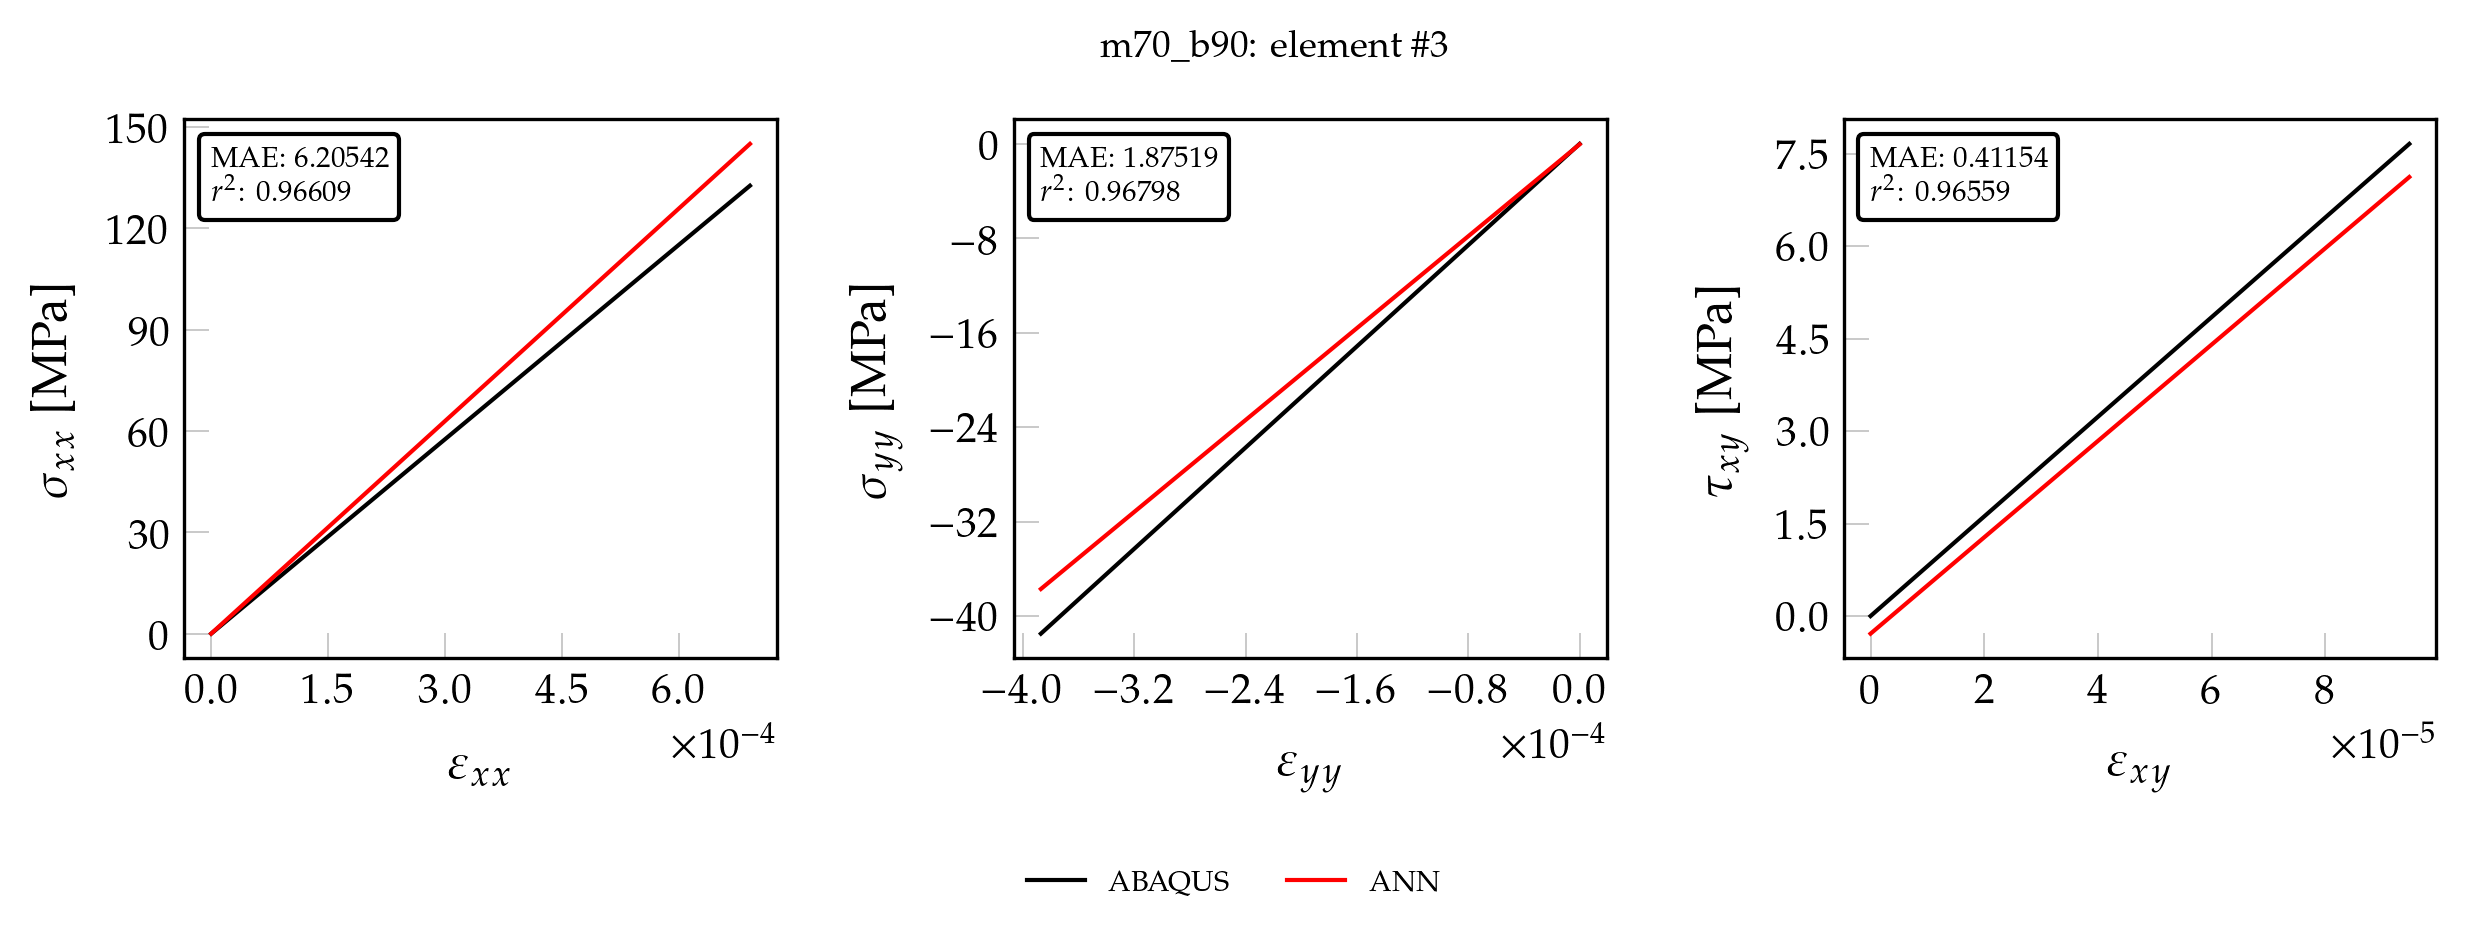 m70_b90: element #3
MAE: 6.20542
r²: 0.96609
150
120
90
60
30
0
σxx [MPa]
0.0 1.5 3.0 4.5 6.0
×10⁻⁴
εxx
MAE: 1.87519
r²: 0.96798
0
−8
−16
−24
−32
−40
σyy [MPa]
−4.0 −3.2 −2.4 −1.6 −0.8 0.0
×10⁻⁴
εyy
MAE: 0.41154
r²: 0.96559
7.5
6.0
4.5
3.0
1.5
0.0
τxy [MPa]
0 2 4 6 8
×10⁻⁵
εxy
ABAQUS ANN